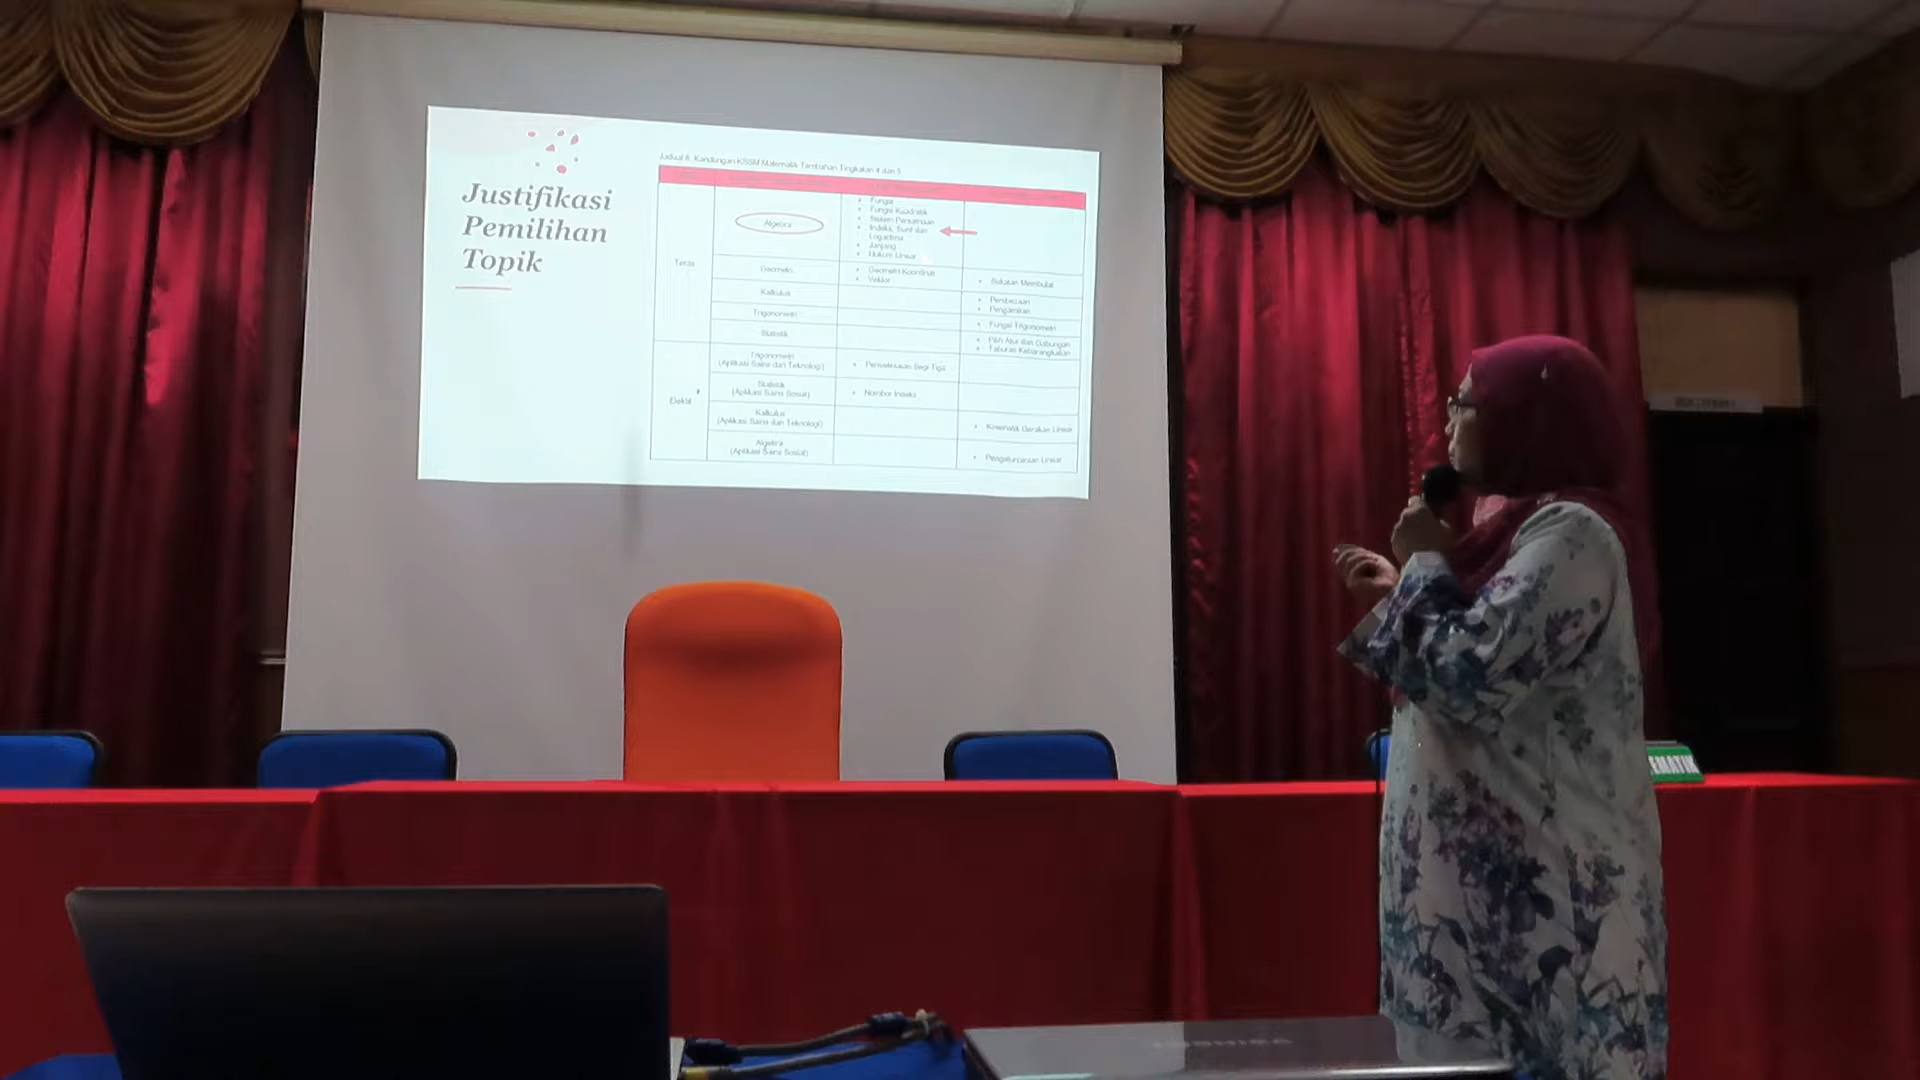 Justifikasi
Pemilihan
Topik
Jadual 8: Kandungan KSSM Matematik Tambahan Tingkatan 4 dan 5
Teras
Algebra
Fungsi
Fungsi Kuadratik
Sistem Persamaan
Indeks, Surd dan
Logaritma
Janjang
Hukum Linear
Geometri
Geometri Koordinat
Vektor
Sukatan Membulat
Kalkulus
Pembezaan
Pengamiran
Trigonometri
Fungsi Trigonometri
Statistik
Pilih Atur dan Gabungan
Taburan Kebarangkalian
Elektif
Trigonometri
(Aplikasi Sains dan Teknologi)
Penyelesaian Segi Tiga
Statistik
(Aplikasi Sains Sosial)
Nombor Indeks
Kalkulus
(Aplikasi Sains dan Teknologi)
Kinematik Gerakan Linear
Algebra
(Aplikasi Sains Sosial)
Pengaturcaraan Linear
TOSHIBA